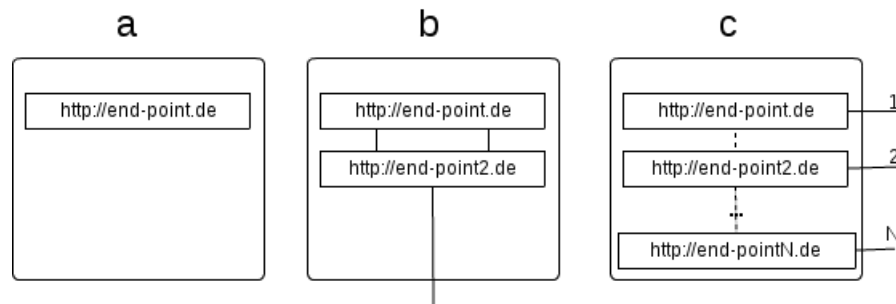 a b c
http://end-point.de http://end-point.de http://end-point.de 1
http://end-point2.de http://end-point2.de 2
...
http://end-pointN.de N